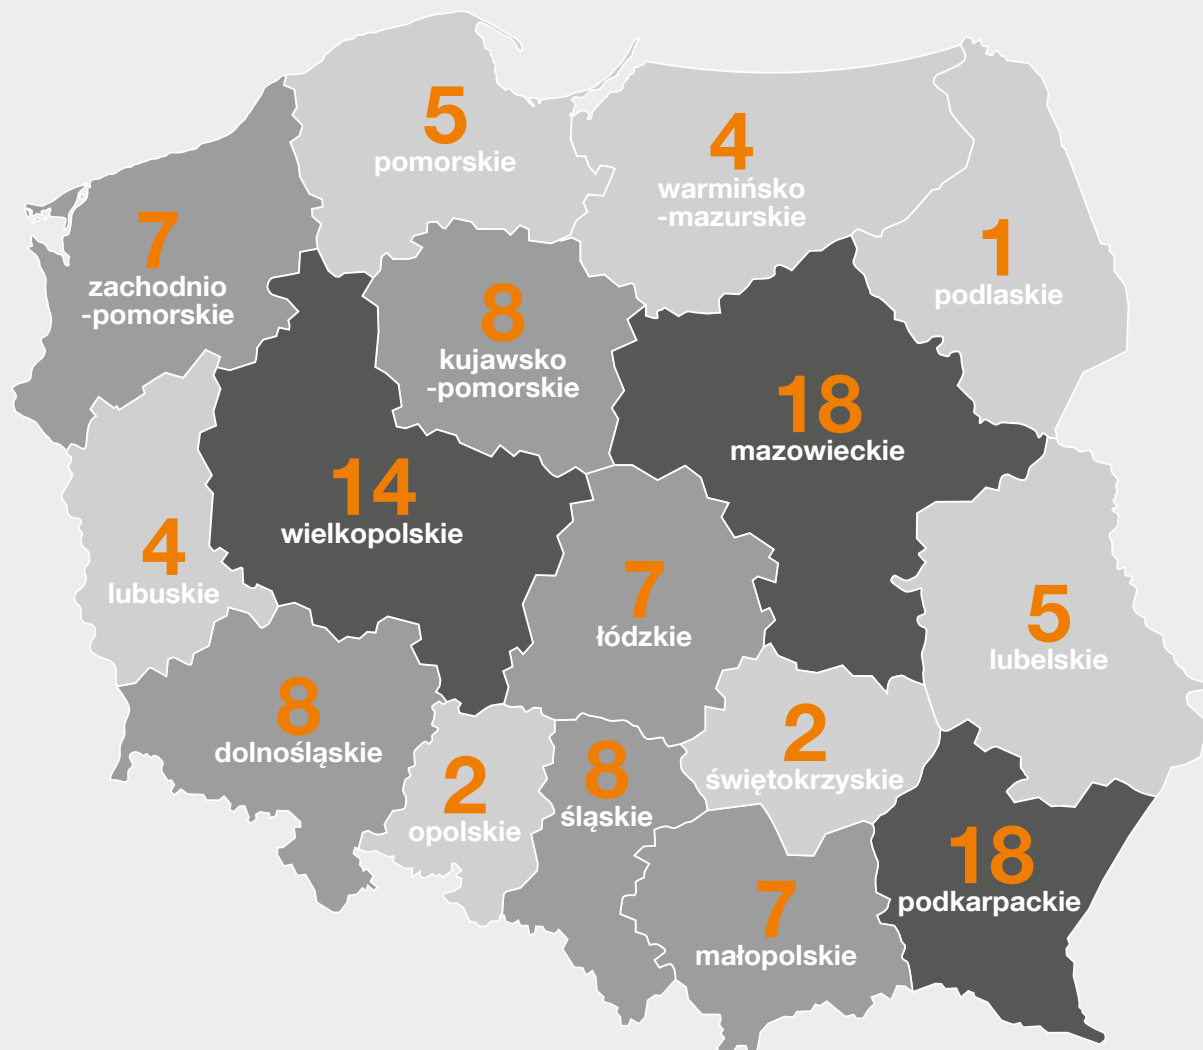 5
pomorskie
4
warmińsko
-mazurskie
1
podlaskie
7
zachodnio
-pomorskie
8
kujawsko
-pomorskie
18
mazowieckie
14
wielkopolskie
4
lubuskie
7
łódzkie
5
lubelskie
8
dolnośląskie
2
opolskie
8
śląskie
2
świętokrzyskie
18
podkarpackie
7
małopolskie